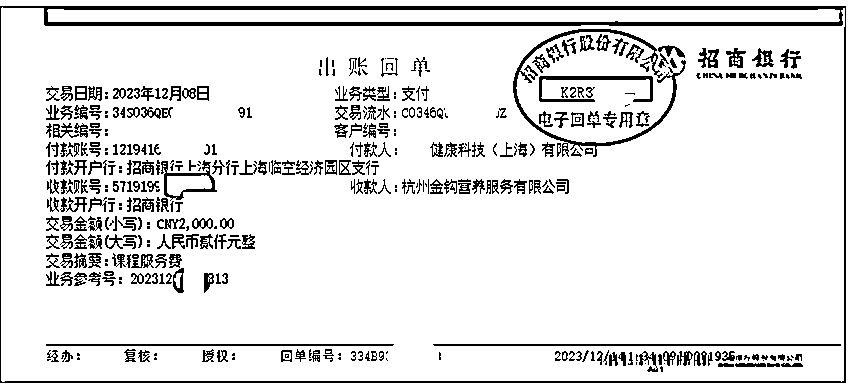 招商银行股份有限公司
招商银行
CHINA MERCHANTS BANK
出账回单
K2R3
电子回单专用章
交易日期：2023年12月08日 业务类型：支付
业务编号：34S036QE 91 交易流水：C0346Q Z
相关编号： 客户编号：
付款账号：1219416 01 付款人： 健康科技（上海）有限公司
付款开户行：招商银行上海分行上海临空经济园区支行
收款账号：5719199 收款人：杭州金钩营养服务有限公司
收款开户行：招商银行
交易金额(小写)：CNY2,000.00
交易金额(大写)：人民币贰仟元整
交易摘要：课程服务费
业务参考号：202312 313
经办： 复核： 授权： 回单编号：334B9 2023/12/